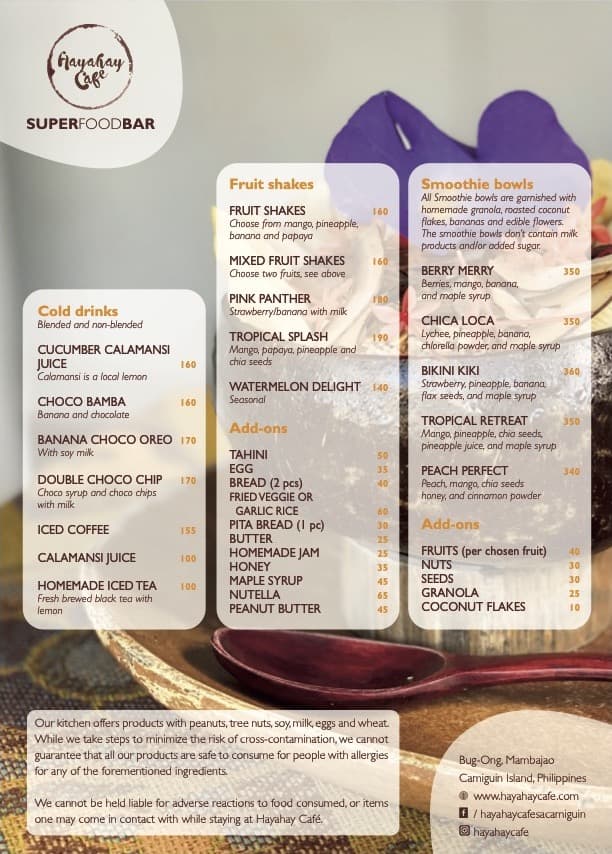 Hayahay
Cafe
SUPERFOODBAR
Cold drinks
Blended and non-blended
CUCUMBER CALAMANSI
JUICE 160
Calamansi is a local lemon
CHOCO BAMBA 160
Banana and chocolate
BANANA CHOCO OREO 170
With soy milk
DOUBLE CHOCO CHIP 170
Choco syrup and choco chips
with milk
ICED COFFEE 155
CALAMANSI JUICE 100
HOMEMADE ICED TEA 100
Fresh brewed black tea with
lemon
Fruit shakes
FRUIT SHAKES 160
Choose from mango, pineapple,
banana and papaya
MIXED FRUIT SHAKES 160
Choose two fruits, see above
PINK PANTHER 180
Strawberry/banana with milk
TROPICAL SPLASH 190
Mango, papaya, pineapple and
chia seeds
WATERMELON DELIGHT 140
Seasonal
Add-ons
TAHINI 50
EGG 35
BREAD (2 pcs) 40
FRIED VEGGIE OR
GARLIC RICE 60
PITA BREAD (1 pc) 30
BUTTER 25
HOMEMADE JAM 25
HONEY 35
MAPLE SYRUP 45
NUTELLA 65
PEANUT BUTTER 45
Smoothie bowls
All Smoothie bowls are garnished with
homemade granola, roasted coconut
flakes, bananas and edible flowers.
The smoothie bowls don't contain milk
products and/or added sugar.
BERRY MERRY 350
Berries, mango, banana,
and maple syrup
CHICA LOCA 350
Lychee, pineapple, banana,
chlorella powder, and maple syrup
BIKINI KIKI 360
Strawberry, pineapple, banana,
flax seeds, and maple syrup
TROPICAL RETREAT 350
Mango, pineapple, chia seeds,
pineapple juice, and maple syrup
PEACH PERFECT 340
Peach, mango, chia seeds
honey, and cinnamon powder
Add-ons
FRUITS (per chosen fruit) 40
NUTS 30
SEEDS 30
GRANOLA 25
COCONUT FLAKES 10
Our kitchen offers products with peanuts, tree nuts, soy, milk, eggs and wheat.
While we take steps to minimize the risk of cross-contamination, we cannot
guarantee that all our products are safe to consume for people with allergies
for any of the forementioned ingredients.
We cannot be held liable for adverse reactions to food consumed, or items
one may come in contact with while staying at Hayahay Café.
Bug-Ong, Mambajao
Camiguin Island, Philippines
www.hayahaycafe.com
/ hayahaycafesacamiguin
hayahaycafe